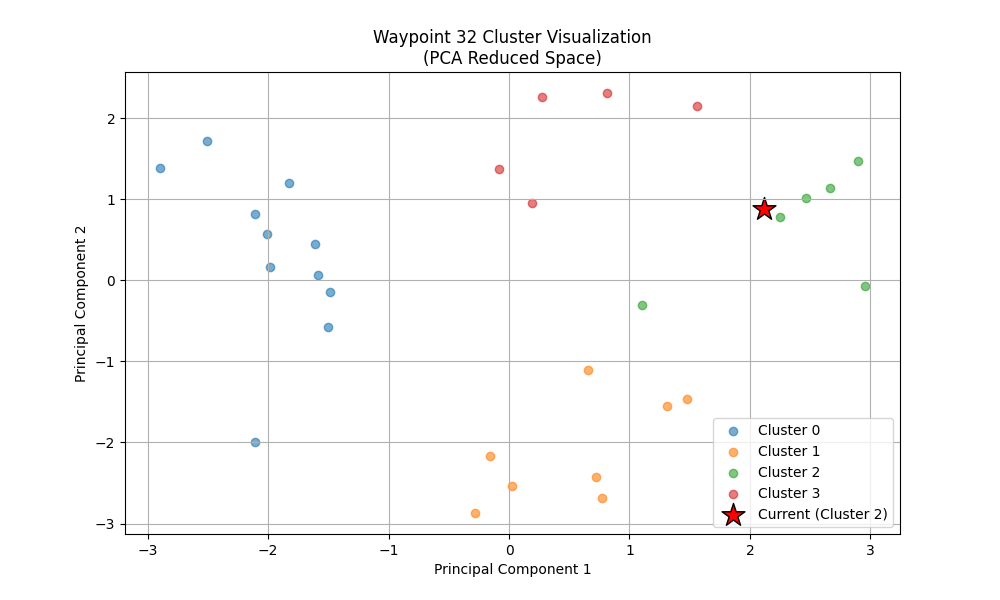 Waypoint 32 Cluster Visualization
(PCA Reduced Space)
Principal Component 2
2
1
0
−1
−2
−3
−3
−2
−1
0
1
2
3
Principal Component 1
Cluster 0
Cluster 1
Cluster 2
Cluster 3
Current (Cluster 2)